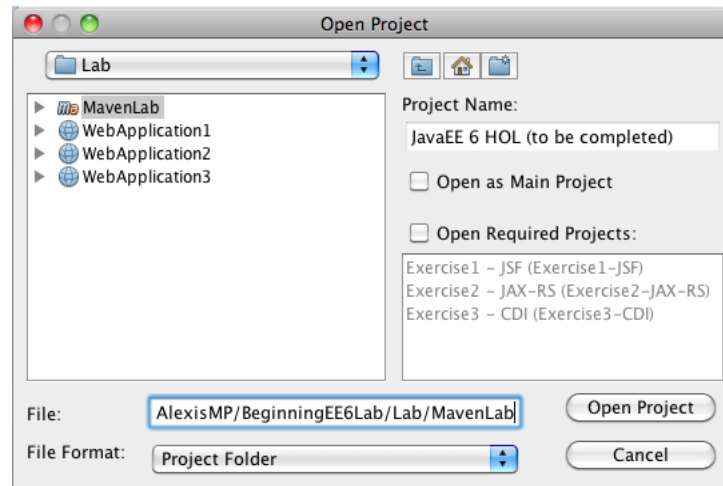 Open Project
Lab
MavenLab
WebApplication1
WebApplication2
WebApplication3
Project Name:
JavaEE 6 HOL (to be completed)
Open as Main Project
Open Required Projects:
Exercise1 - JSF (Exercise1-JSF)
Exercise2 - JAX-RS (Exercise2-JAX-RS)
Exercise3 - CDI (Exercise3-CDI)
File:
AlexisMP/BeginningEE6Lab/Lab/MavenLab
Open Project
File Format:
Project Folder
Cancel